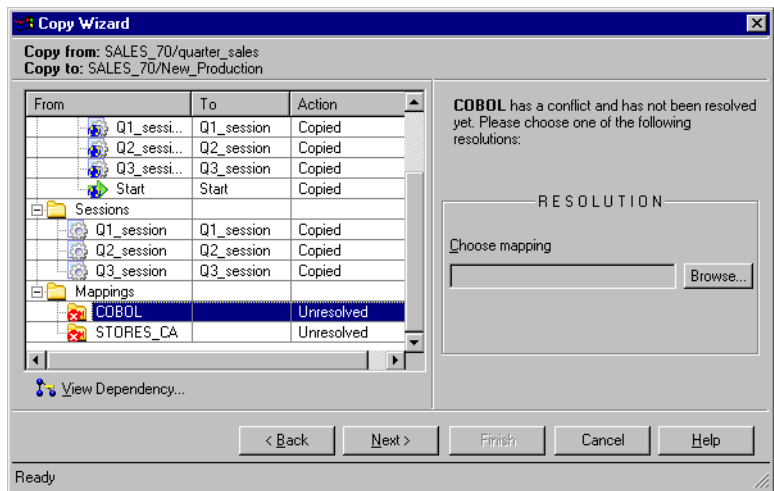 Copy Wizard
Copy from: SALES_70/quarter_sales
Copy to: SALES_70/New_Production
From To Action
Q1_sessi... Q1_session Copied
Q2_sessi... Q2_session Copied
Q3_sessi... Q3_session Copied
Start Start Copied
Sessions
Q1_session Q1_session Copied
Q2_session Q2_session Copied
Q3_session Q3_session Copied
Mappings
COBOL Unresolved
STORES_CA Unresolved
View Dependency...
COBOL has a conflict and has not been resolved
yet. Please choose one of the following
resolutions:
RESOLUTION
Choose mapping
Browse...
< Back Next > Finish Cancel Help
Ready